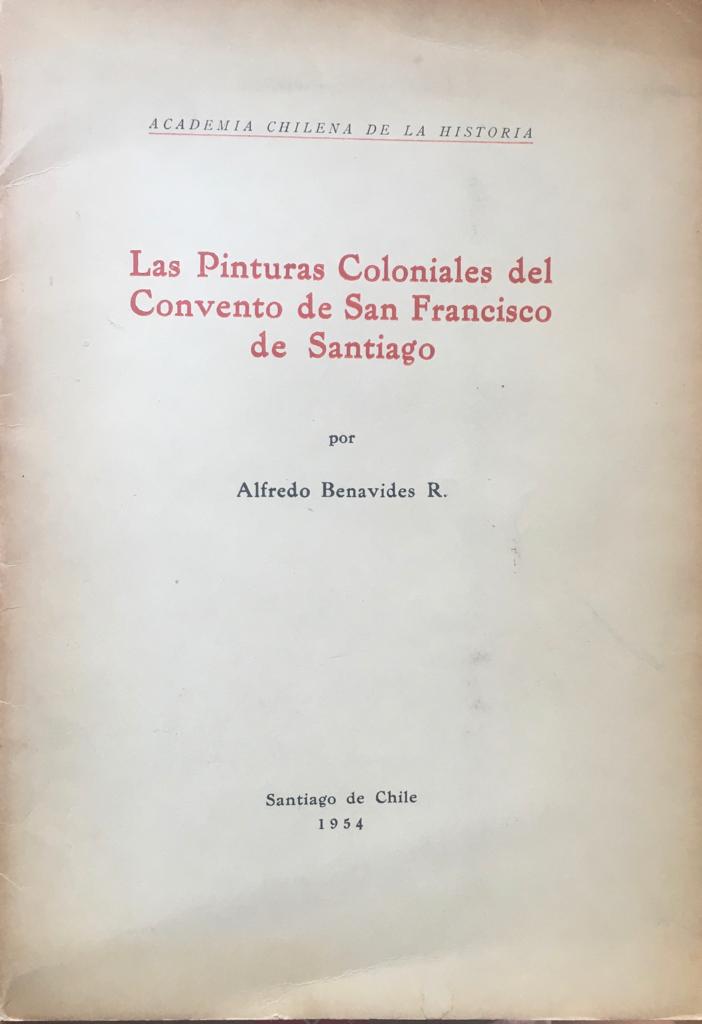 ACADEMIA CHILENA DE LA HISTORIA
Las Pinturas Coloniales del
Convento de San Francisco
de Santiago
por
Alfredo Benavides R.
Santiago de Chile
1954